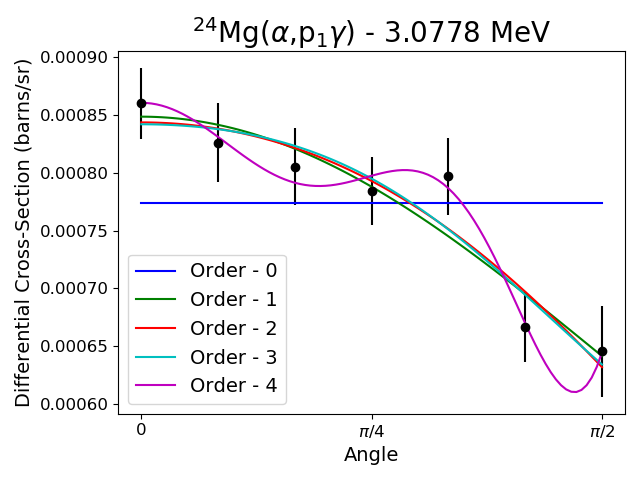 ²⁴Mg(α,p₁γ) - 3.0778 MeV
Differential Cross-Section (barns/sr)
0.00090
0.00085
0.00080
0.00075
0.00070
0.00065
0.00060
Order - 0
Order - 1
Order - 2
Order - 3
Order - 4
0
π/4
π/2
Angle